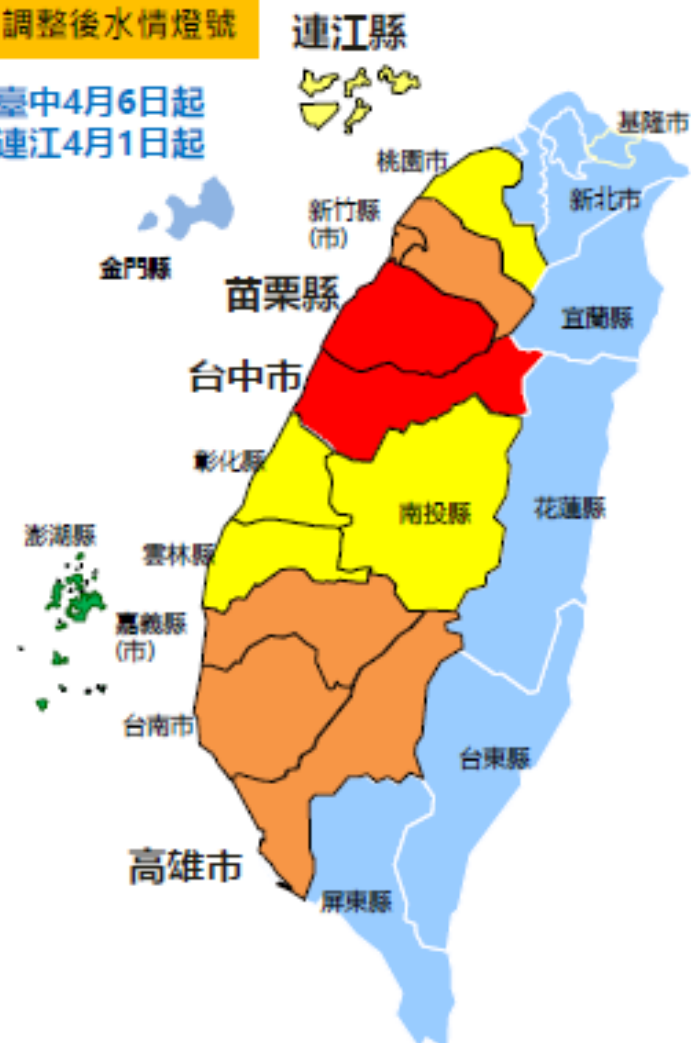 調整後水情燈號
連江縣
臺中4月6日起
連江4月1日起
基隆市
桃園市
新北市
新竹縣
(市)
金門縣
苗栗縣
宜蘭縣
台中市
彰化縣
南投縣
花蓮縣
澎湖縣
雲林縣
嘉義縣
(市)
台南市
台東縣
高雄市
屏東縣